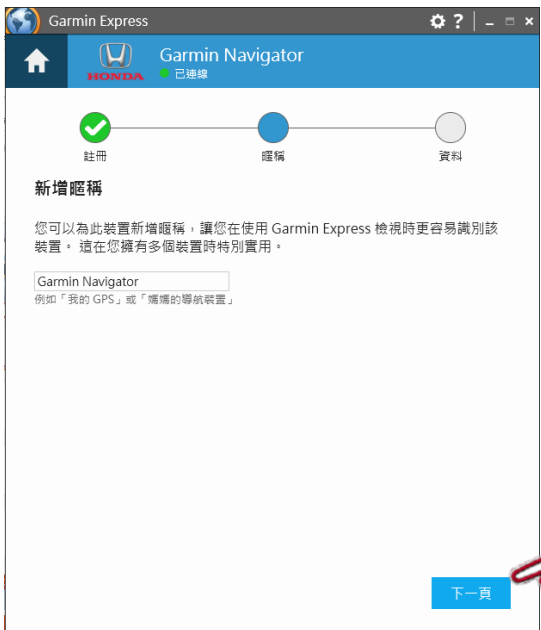 Garmin Express
?
HONDA
Garmin Navigator
已連線
註冊
暱稱
資料
新增暱稱
您可以為此裝置新增暱稱，讓您在使用 Garmin Express 檢視時更容易識別該
裝置。 這在您擁有多個裝置時特別實用。
Garmin Navigator
例如「我的 GPS」或「媽媽的導航裝置」
下一頁